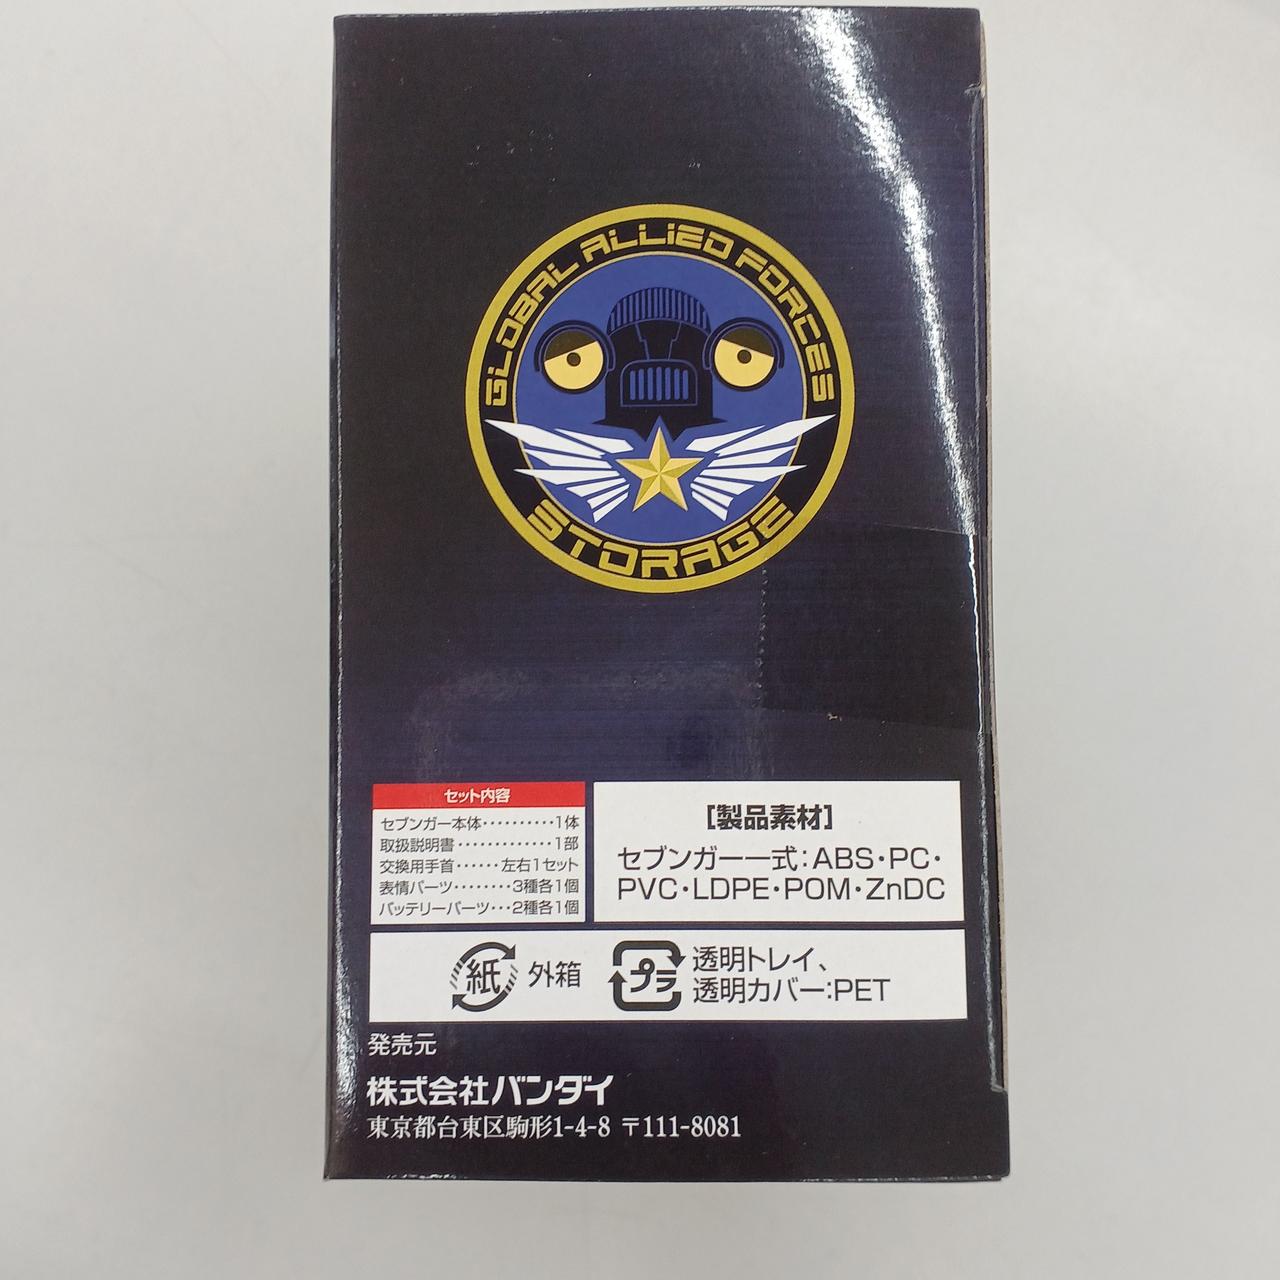 GLOBAL ALLIED FORCES
STORAGE
セット内容
セブンガー本体··········1体
取扱説明書·············1部
交換用手首······左右1セット
表情パーツ········3種各1個
バッテリーパーツ···2種各1個
[製品素材]
セブンガー一式:ABS・PC・
PVC・LDPE・POM・ZnDC
紙 外箱
プラ 透明トレイ、
透明カバー:PET
発売元
株式会社バンダイ
東京都台東区駒形1-4-8 〒111-8081